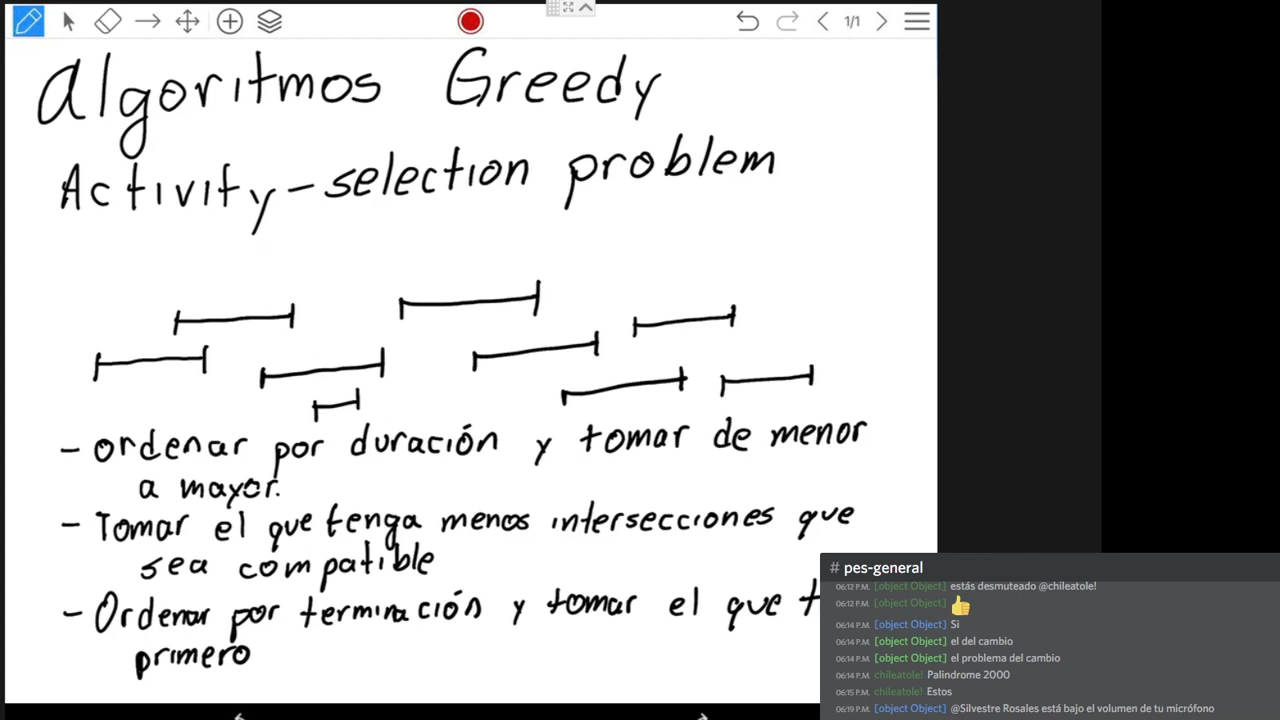 1/1
Algoritmos Greedy
Activity-selection problem
- ordenar por duración y tomar de menor
a mayor.
- Tomar el que tenga menos intersecciones que
sea compatible
- Ordenar por terminación y tomar el que
primero
# pes-general
06:12 P.M. [object Object] estás desmuteado @chileatole!
06:12 P.M. [object Object] 👍
06:14 P.M. [object Object] Si
06:14 P.M. [object Object] el del cambio
06:14 P.M. [object Object] el problema del cambio
06:14 P.M. chileatole! Palindrome 2000
06:15 P.M. chileatole! Estos
06:19 P.M. [object Object] @Silvestre Rosales está bajo el volumen de tu micrófono